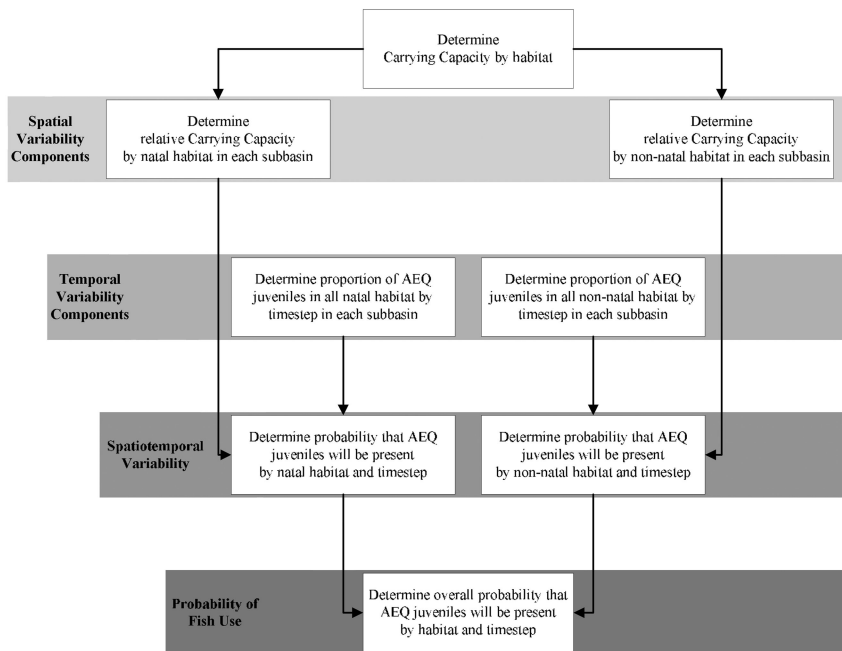 Determine
Carrying Capacity by habitat
Spatial
Variability
Components
Determine
relative Carrying Capacity
by natal habitat in each subbasin
Determine
relative Carrying Capacity
by non-natal habitat in each subbasin
Temporal
Variability
Components
Determine proportion of AEQ
juveniles in all natal habitat by
timestep in each subbasin
Determine proportion of AEQ
juveniles in all non-natal habitat by
timestep in each subbasin
Spatiotemporal
Variability
Determine probability that AEQ
juveniles will be present
by natal habitat and timestep
Determine probability that AEQ
juveniles will be present
by non-natal habitat and timestep
Probability of
Fish Use
Determine overall probability that
AEQ juveniles will be present
by habitat and timestep